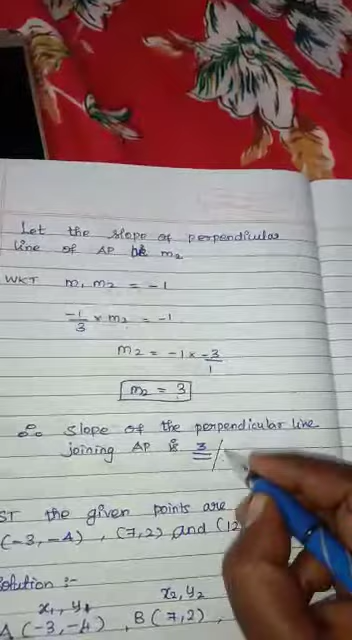 Let the slope of perpendicular
line of AP be m₂
WKT m₁ m₂ = -1
-1/3 × m₂ = -1
m₂ = -1 × -3/1
m₂ = 3
∴ slope of the perpendicular line
joining AP is 3 //
ST the given points are
(-3,-4), (7,2) and (12
olution :-
x₁, y₁ x₂, y₂
A (-3,-4), B (7,2),